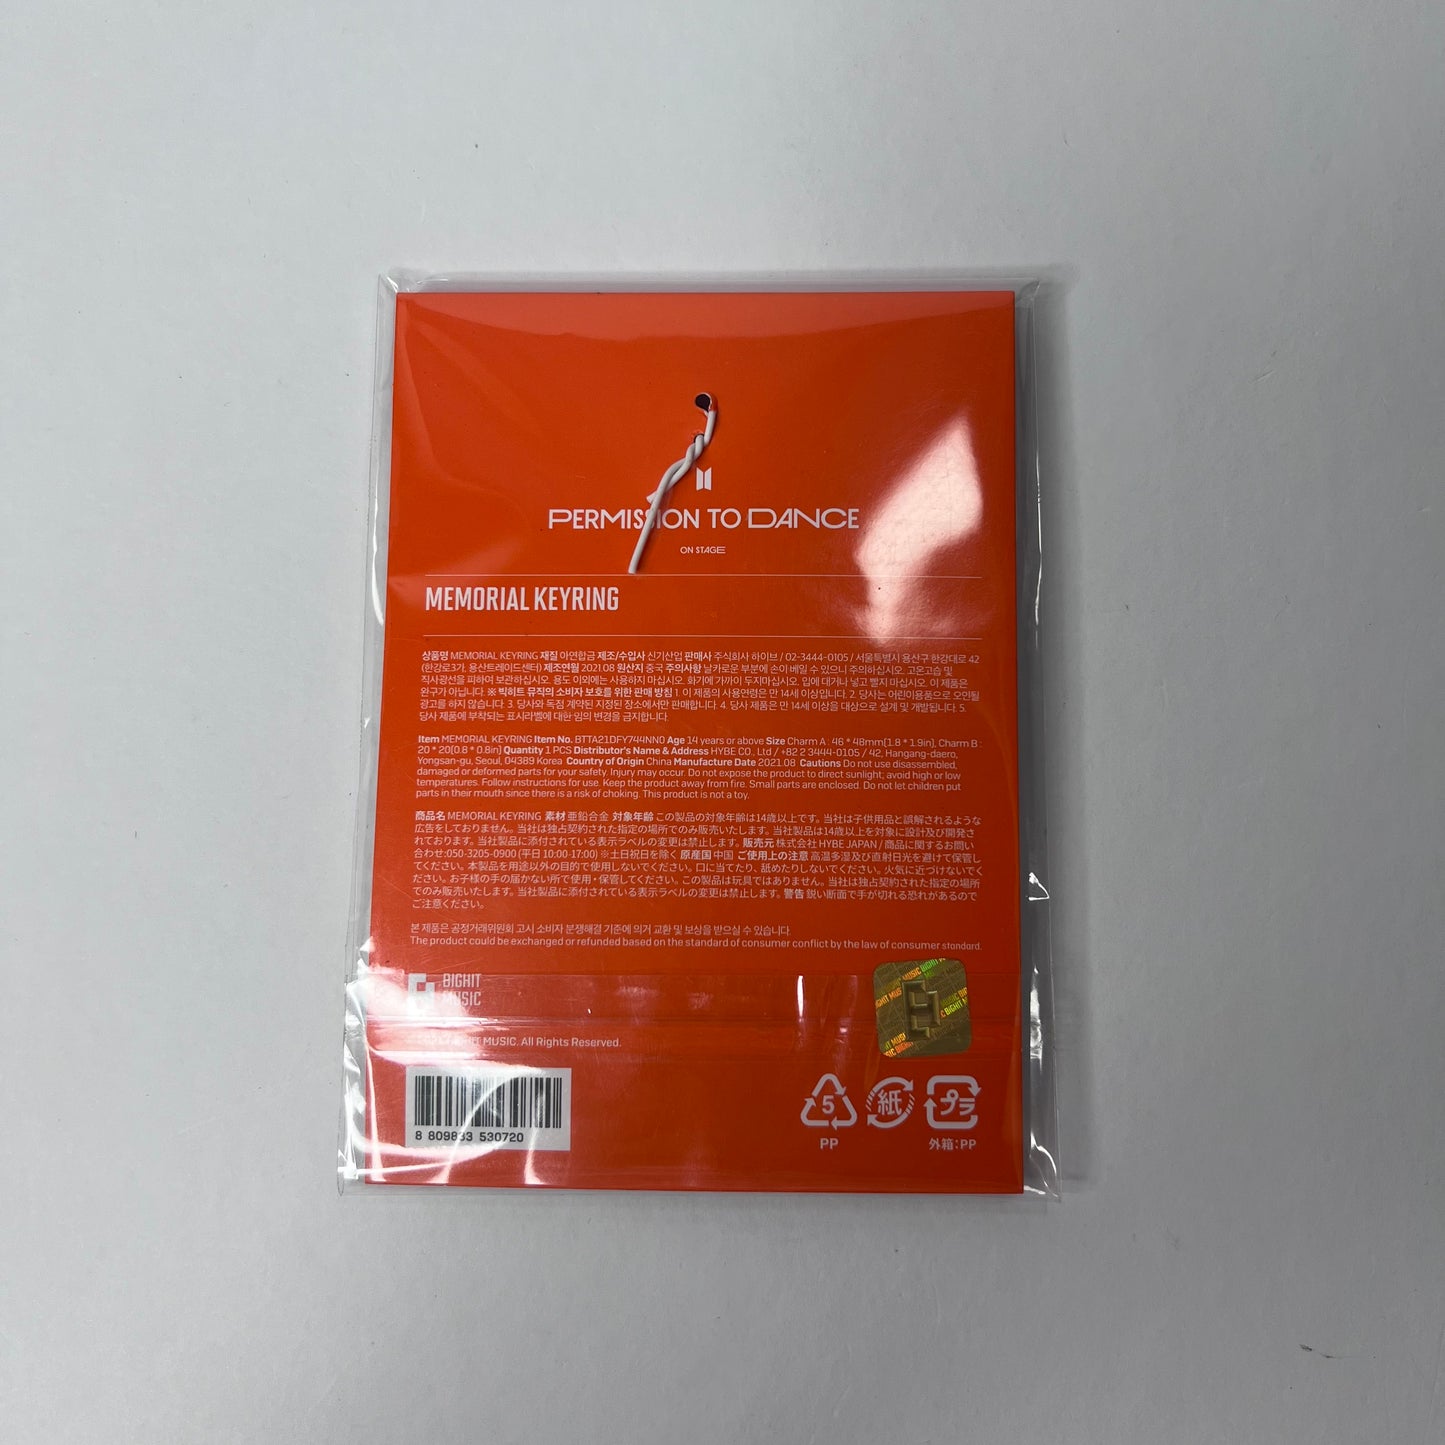 PERMISSION TO DANCE
ON STAGE
MEMORIAL KEYRING
상품명 MEMORIAL KEYRING 재질 아연합금 제조/수입사 신기산업 판매사 주식회사 하이브 / 02-3444-0105 / 서울특별시 용산구 한강대로 42
(한강로3가, 용산트레이드센터) 제조연월 2021.08 원산지 중국 주의사항 날카로운 부분에 손이 베일 수 있으니 주의하십시오. 고온고습 및
직사광선을 피하여 보관하십시오. 용도 이외에는 사용하지 마십시오. 화기에 가까이 두지마십시오. 입에 대거나 넣고 빨지 마십시오. 이 제품은
완구가 아닙니다. ※ 빅히트 뮤직의 소비자 보호를 위한 판매 방침 1. 이 제품의 사용연령은 만 14세 이상입니다. 2. 당사는 어린이용품으로 오인될
광고를 하지 않습니다. 3. 당사와 독점 계약된 지정된 장소에서만 판매합니다. 4. 당사 제품은 만 14세 이상을 대상으로 설계 및 개발됩니다. 5.
당사 제품에 부착되는 표시라벨에 대한 임의 변경을 금지합니다.
Item MEMORIAL KEYRING Item No. BTTA21DFY744NN0 Age 14 years or above Size Charm A : 46 * 48mm[1.8 * 1.9in], Charm B :
20 * 20[0.8 * 0.8in] Quantity 1 PCS Distributor's Name & Address HYBE CO., Ltd / +82 2 3444-0105 / 42, Hangang-daero,
Yongsan-gu, Seoul, 04389 Korea Country of Origin China Manufacture Date 2021.08 Cautions Do not use disassembled,
damaged or deformed parts for your safety. Injury may occur. Do not expose the product to direct sunlight, avoid high or low
temperatures. Follow instructions for use. Keep the product away from fire. Small parts are enclosed. Do not let children put
parts in their mouth since there is a risk of choking. This product is not a toy.
商品名 MEMORIAL KEYRING 素材 亜鉛合金 対象年齢 この製品の対象年齢は14歳以上です。当社は子供用品と誤解されるような
広告をしておりません。当社は独占契約された指定の場所でのみ販売いたします。当社製品は14歳以上を対象に設計及び開発さ
れております。当社製品に添付されている表示ラベルの変更は禁止します。販売元 株式会社 HYBE JAPAN / 商品に関するお問い
合わせ:050-3205-0900 (平日 10:00-17:00) ※土日祝日を除く 原産国 中国 ご使用上の注意 高温多湿及び直射日光を避けて保管し
てください。本製品を用途以外の目的で使用しないでください。口に当てたり、舐めたりしないでください。火気に近づけないでくだ
さい。お子様の手の届かない所で使用・保管してください。この製品は玩具ではありません。当社は独占契約された指定の場所
でのみ販売いたします。当社製品に添付されている表示ラベルの変更は禁止します。警告 鋭い断面で手が切れる恐れがあるので
ご注意ください。
본 제품은 공정거래위원회 고시 소비자 분쟁해결 기준에 의거 교환 및 보상을 받으실 수 있습니다.
The product could be exchanged or refunded based on the standard of consumer conflict by the law of consumer standard.
BIGHIT
MUSIC
BIGHIT MUSIC
MUSIC. All Rights Reserved.
8 809833 530720
5
PP
紙
プラ
外箱:PP